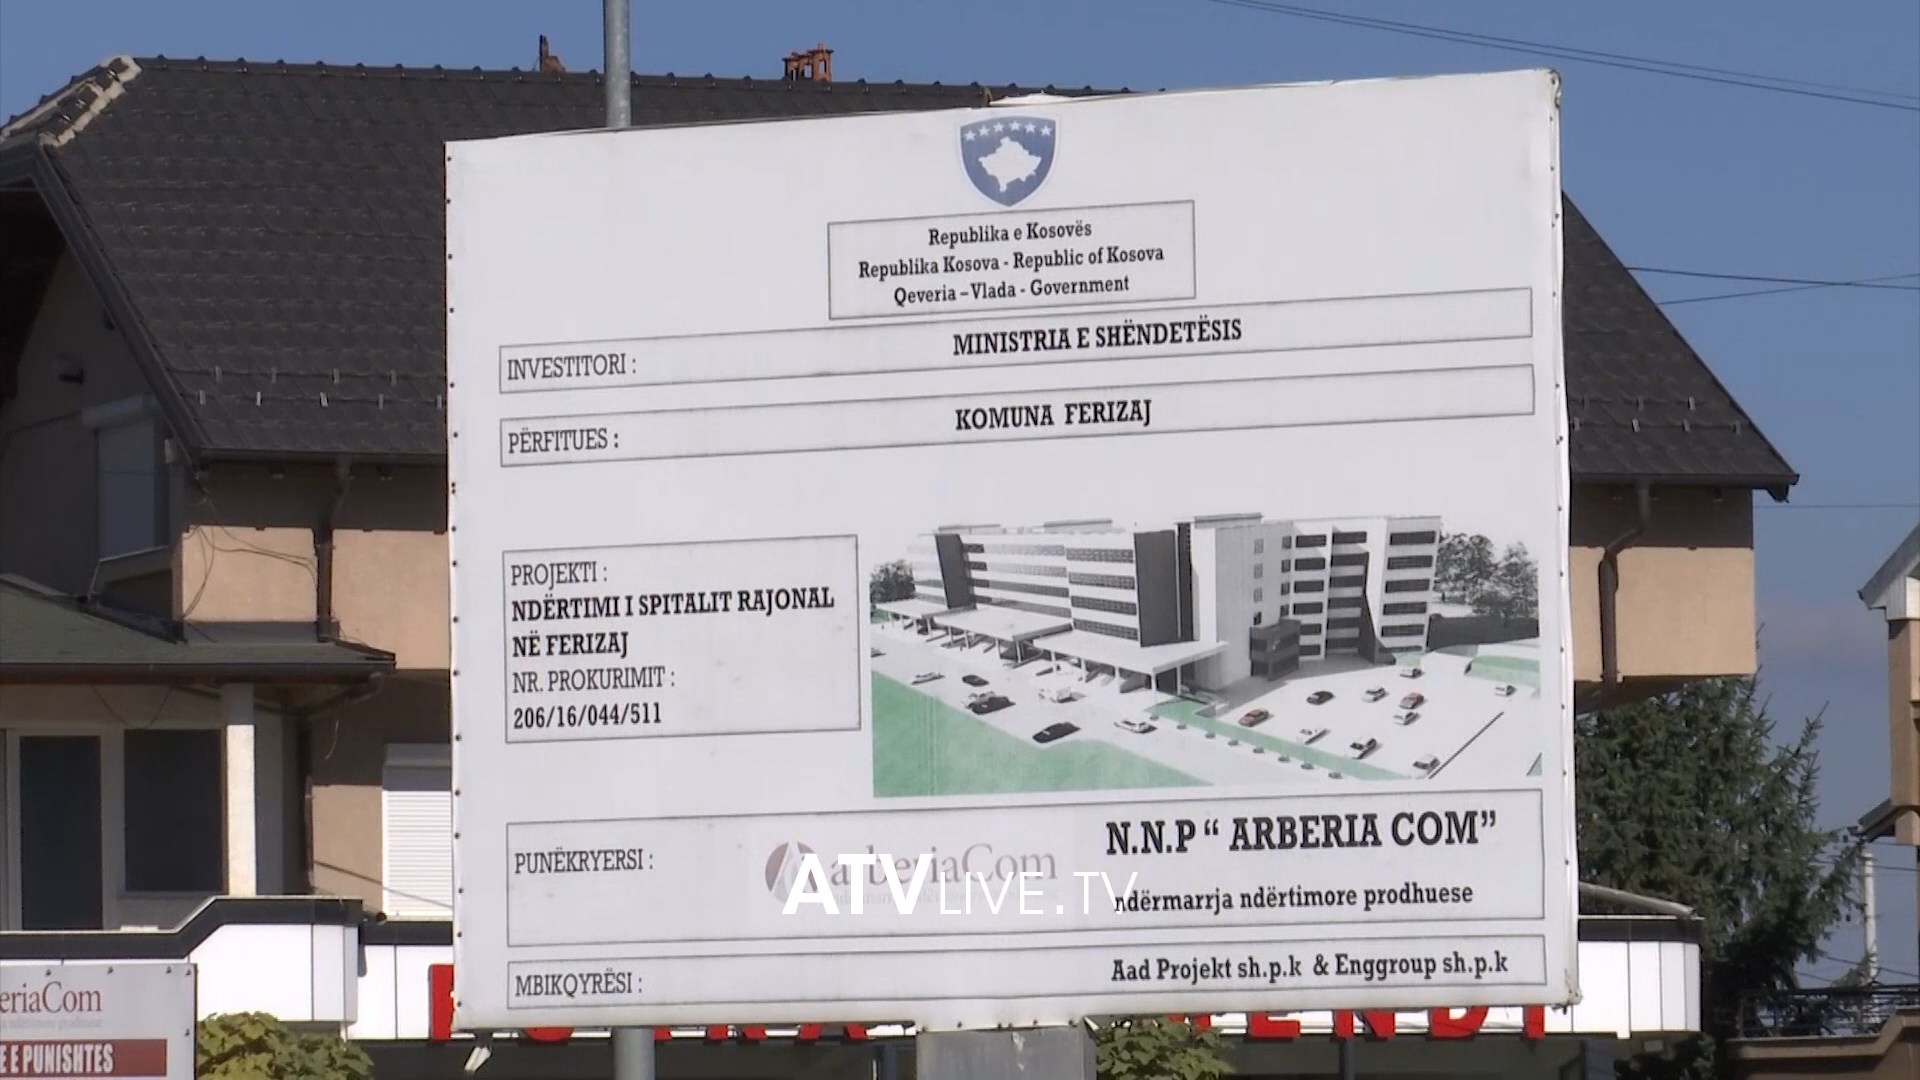 Republika e Kosovës
Republika Kosova - Republic of Kosova
Qeveria – Vlada - Government
INVESTITORI : MINISTRIA E SHËNDETËSIS
PËRFITUES : KOMUNA FERIZAJ
PROJEKTI :
NDËRTIMI I SPITALIT RAJONAL
NË FERIZAJ
NR. PROKURIMIT :
206/16/044/511
PUNËKRYERSI : arberiaCom N.N.P “ ARBERIA COM”
ndërmarrja ndërtimore prodhuese
ATVLIVE.TV
MBIKQYRËSI : Aad Projekt sh.p.k & Enggroup sh.p.k
eriaCom
E E PUNISHTES